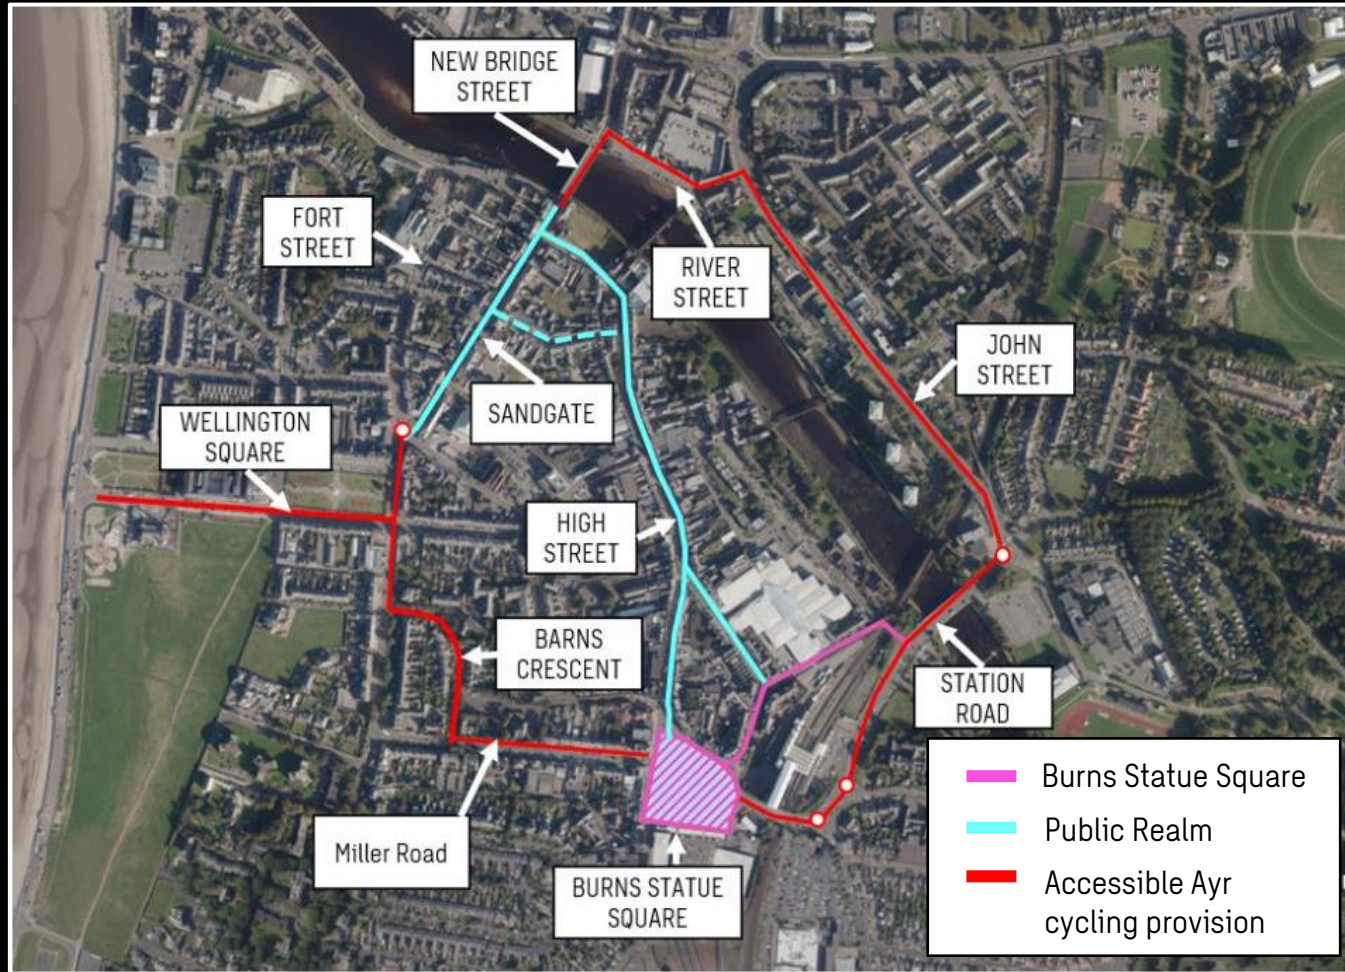 NEW BRIDGE
STREET
FORT
STREET
RIVER
STREET
JOHN
STREET
SANDGATE
WELLINGTON
SQUARE
HIGH
STREET
BARNS
CRESCENT
STATION
ROAD
Miller Road
BURNS STATUE
SQUARE
Burns Statue Square
Public Realm
Accessible Ayr
cycling provision